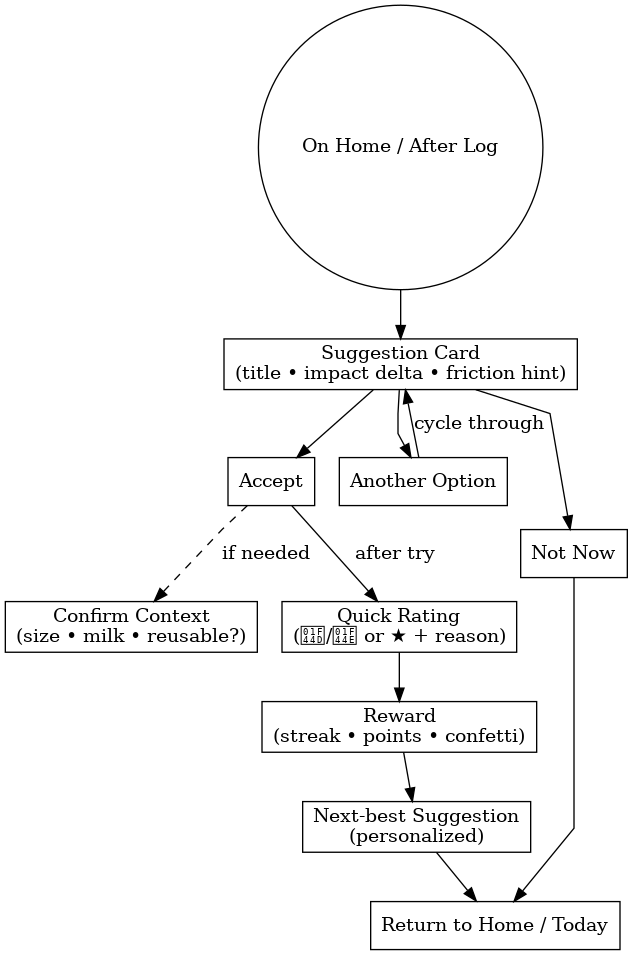 On Home / After Log
Suggestion Card
(title • impact delta • friction hint)
cycle through
Accept
Another Option
Not Now
if needed
after try
Confirm Context
(size • milk • reusable?)
Quick Rating
(01F44D/01F44E or ★ + reason)
Reward
(streak • points • confetti)
Next-best Suggestion
(personalized)
Return to Home / Today